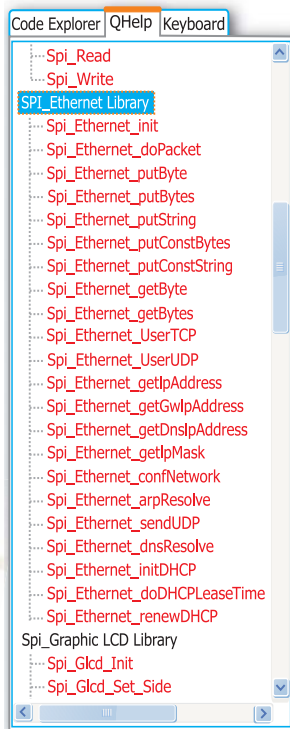 Code Explorer QHelp Keyboard
Spi_Read
Spi_Write
SPI_Ethernet Library
Spi_Ethernet_init
Spi_Ethernet_doPacket
Spi_Ethernet_putByte
Spi_Ethernet_putBytes
Spi_Ethernet_putString
Spi_Ethernet_putConstBytes
Spi_Ethernet_putConstString
Spi_Ethernet_getByte
Spi_Ethernet_getBytes
Spi_Ethernet_UserTCP
Spi_Ethernet_UserUDP
Spi_Ethernet_getIpAddress
Spi_Ethernet_getGwIpAddress
Spi_Ethernet_getDnsIpAddress
Spi_Ethernet_getIpMask
Spi_Ethernet_confNetwork
Spi_Ethernet_arpResolve
Spi_Ethernet_sendUDP
Spi_Ethernet_dnsResolve
Spi_Ethernet_initDHCP
Spi_Ethernet_doDHCPLeaseTime
Spi_Ethernet_renewDHCP
Spi_Graphic LCD Library
Spi_Glcd_Init
Spi_Glcd_Set_Side